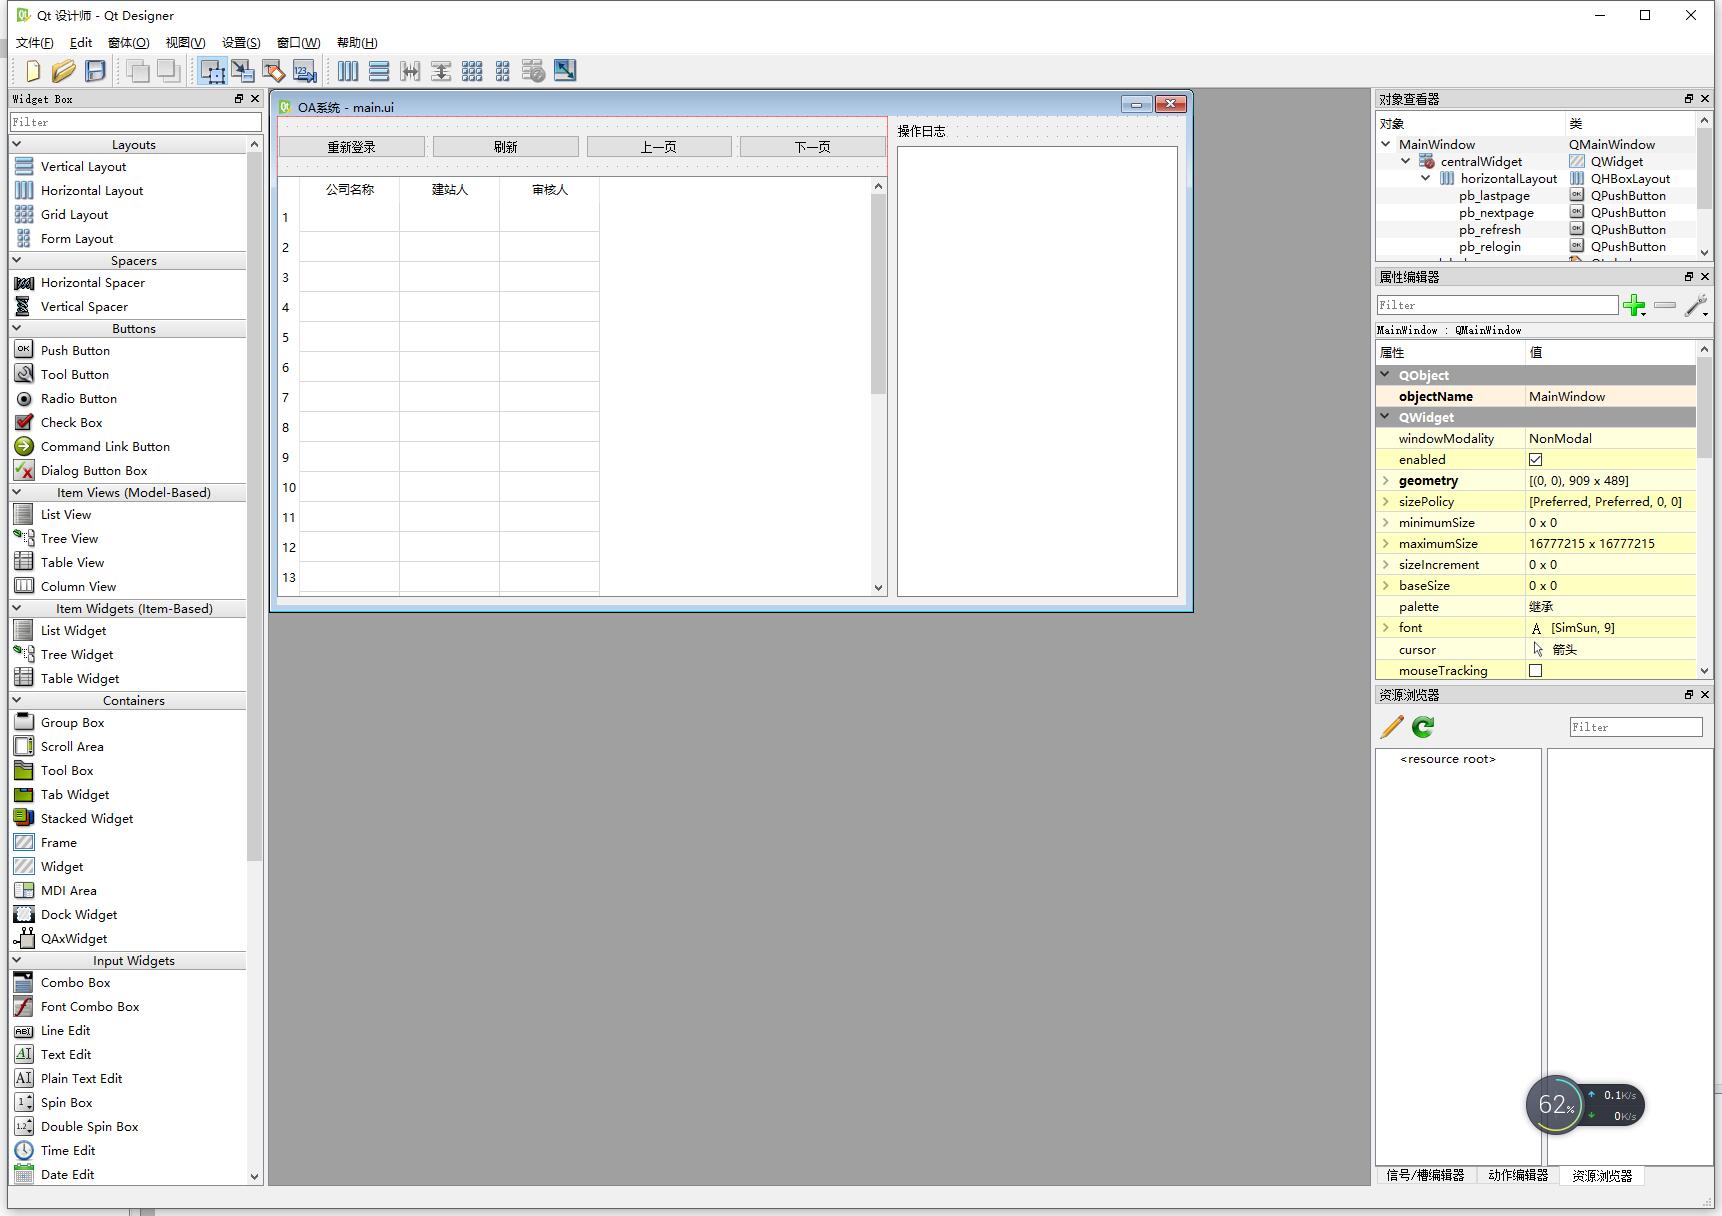 Qt 设计师 - Qt Designer
文件(F) Edit 窗体(O) 视图(V) 设置(S) 窗口(W) 帮助(H)
Widget Box
Filter
Layouts
Vertical Layout
Horizontal Layout
Grid Layout
Form Layout
Spacers
Horizontal Spacer
Vertical Spacer
Buttons
Push Button
Tool Button
Radio Button
Check Box
Command Link Button
Dialog Button Box
Item Views (Model-Based)
List View
Tree View
Table View
Column View
Item Widgets (Item-Based)
List Widget
Tree Widget
Table Widget
Containers
Group Box
Scroll Area
Tool Box
Tab Widget
Stacked Widget
Frame
Widget
MDI Area
Dock Widget
QAxWidget
Input Widgets
Combo Box
Font Combo Box
Line Edit
Text Edit
Plain Text Edit
Spin Box
Double Spin Box
Time Edit
Date Edit
OA系统 - main.ui
重新登录 刷新 上一页 下一页
操作日志
公司名称 建站人 审核人
1
2
3
4
5
6
7
8
9
10
11
12
13
对象查看器
对象 类
MainWindow QMainWindow
centralWidget QWidget
horizontalLayout QHBoxLayout
pb_lastpage QPushButton
pb_nextpage QPushButton
pb_refresh QPushButton
pb_relogin QPushButton
属性编辑器
Filter
MainWindow : QMainWindow
属性 值
QObject
objectName MainWindow
QWidget
windowModality NonModal
enabled
geometry [(0, 0), 909 x 489]
sizePolicy [Preferred, Preferred, 0, 0]
minimumSize 0 x 0
maximumSize 16777215 x 16777215
sizeIncrement 0 x 0
baseSize 0 x 0
palette 继承
font A [SimSun, 9]
cursor 箭头
mouseTracking
资源浏览器
Filter
<resource root>
62%
0.1K/s
0K/s
信号/槽编辑器 动作编辑器 资源浏览器